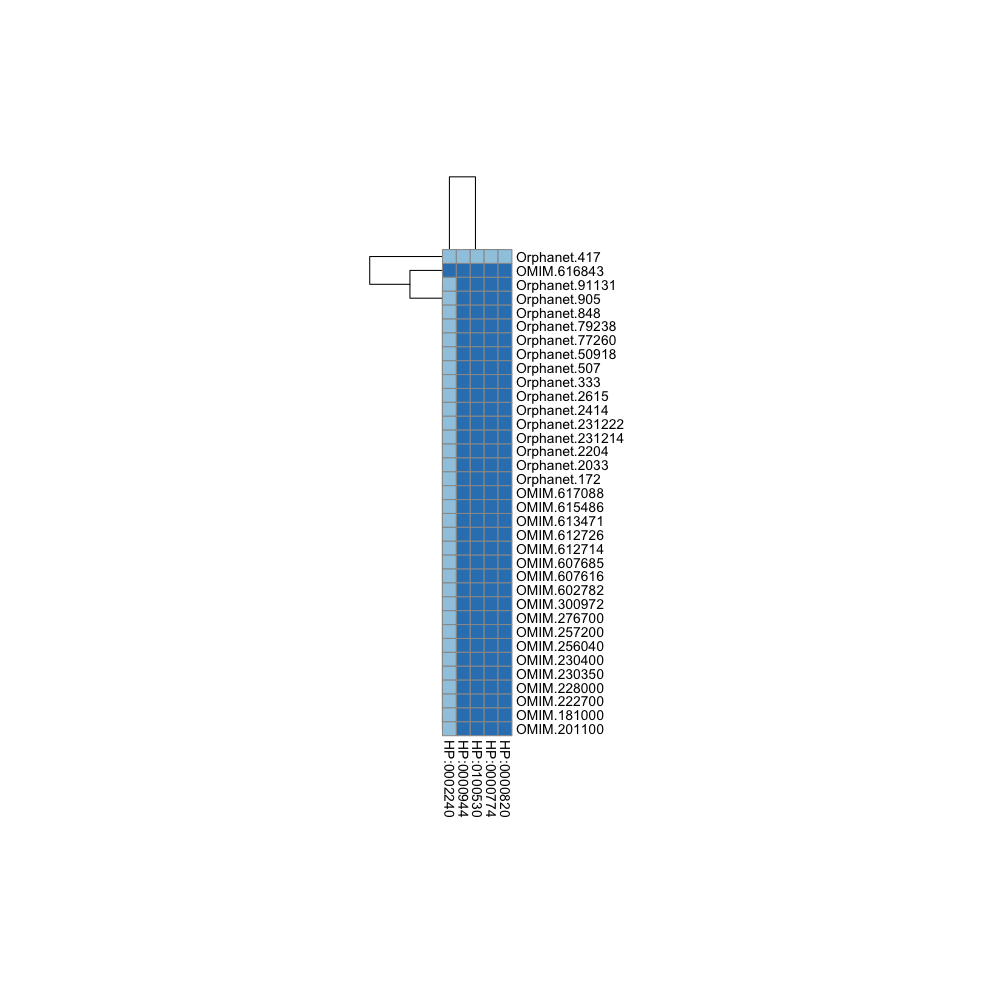 Orphanet.417
OMIM.616843
Orphanet.91131
Orphanet.905
Orphanet.848
Orphanet.79238
Orphanet.77260
Orphanet.50918
Orphanet.507
Orphanet.333
Orphanet.2615
Orphanet.2414
Orphanet.231222
Orphanet.231214
Orphanet.2204
Orphanet.2033
Orphanet.172
OMIM.617088
OMIM.615486
OMIM.613471
OMIM.612726
OMIM.612714
OMIM.607685
OMIM.607616
OMIM.602782
OMIM.300972
OMIM.276700
OMIM.257200
OMIM.256040
OMIM.230400
OMIM.230350
OMIM.228000
OMIM.222700
OMIM.181000
OMIM.201100
HP:0002240
HP:0000944
HP:0100530
HP:0000774
HP:0000820